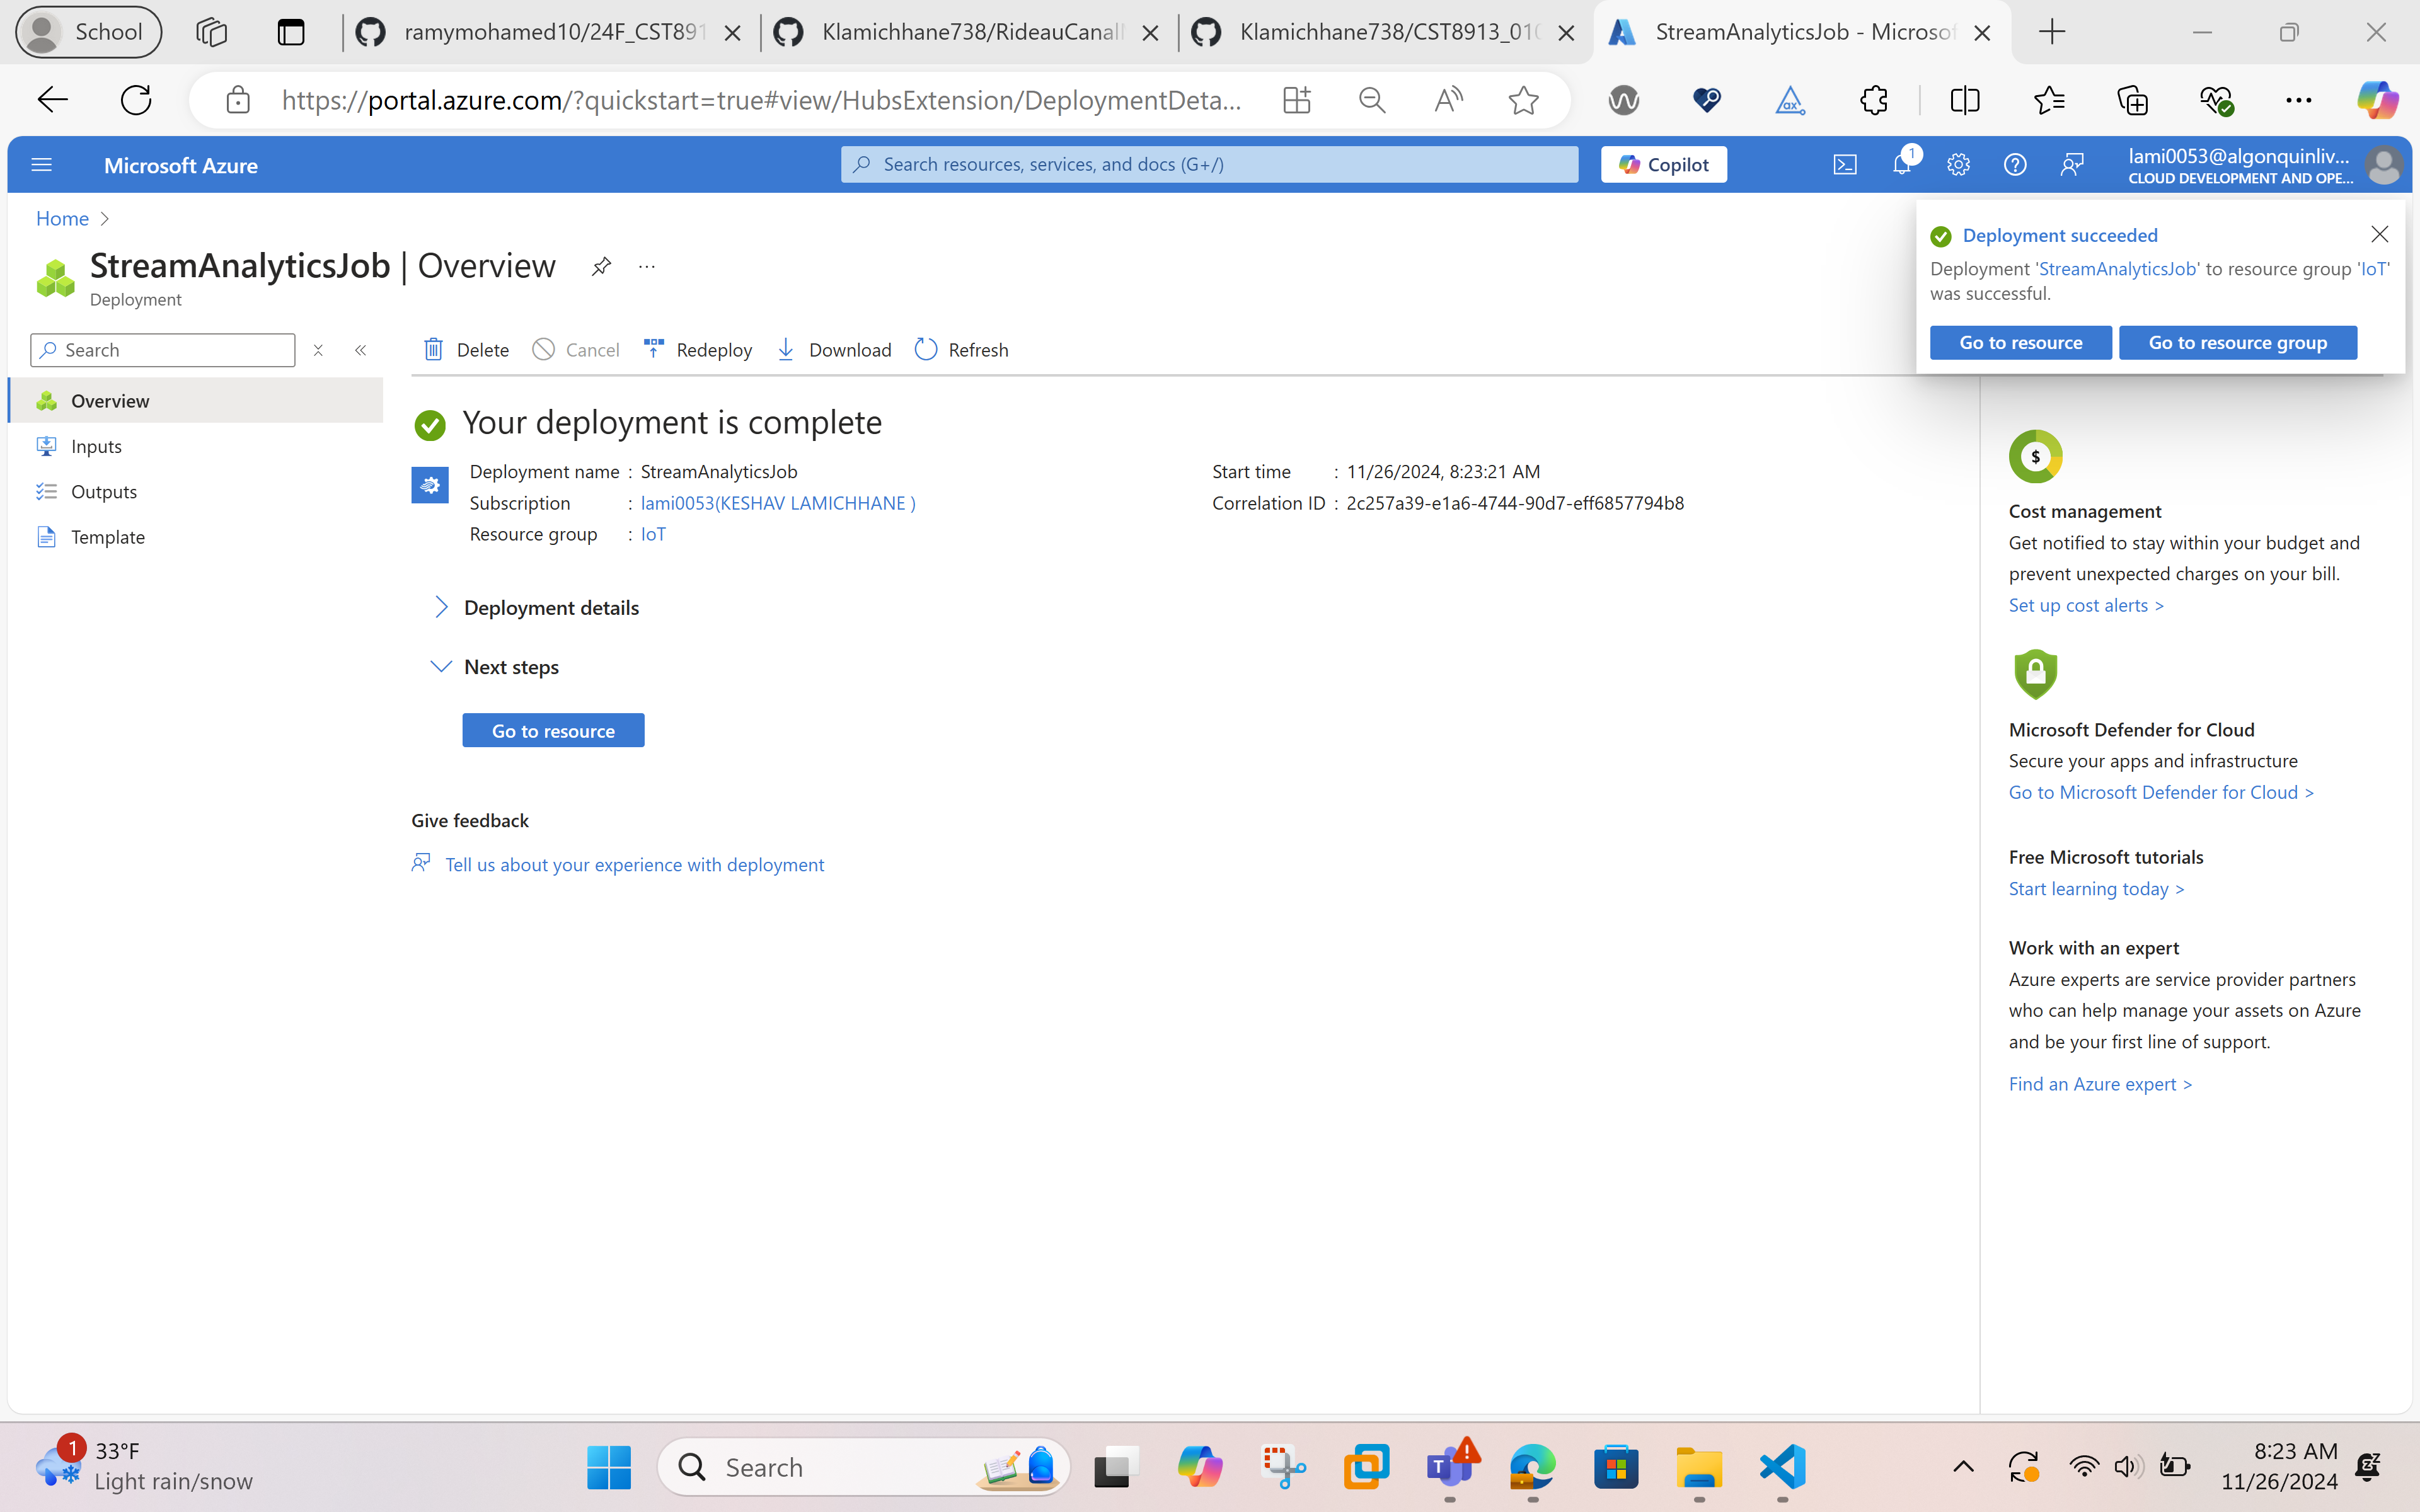 School
ramymohamed10/24F_CST891
Klamichhane738/RideauCanal
Klamichhane738/CST8913_010
StreamAnalyticsJob - Microsof
https://portal.azure.com/?quickstart=true#view/HubsExtension/DeploymentDeta...
Microsoft Azure
Search resources, services, and docs (G+/)
Copilot
1
lami0053@algonquinliv...
CLOUD DEVELOPMENT AND OPE...
Home
StreamAnalyticsJob | Overview
Deployment
Deployment succeeded
Deployment 'StreamAnalyticsJob' to resource group 'IoT'
was successful.
Go to resource
Go to resource group
Search
Delete
Cancel
Redeploy
Download
Refresh
Overview
Inputs
Outputs
Template
Your deployment is complete
Deployment name : StreamAnalyticsJob
Subscription : lami0053(KESHAV LAMICHHANE )
Resource group : IoT
Start time : 11/26/2024, 8:23:21 AM
Correlation ID : 2c257a39-e1a6-4744-90d7-eff6857794b8
Deployment details
Next steps
Go to resource
Give feedback
Tell us about your experience with deployment
$
Cost management
Get notified to stay within your budget and
prevent unexpected charges on your bill.
Set up cost alerts >
Microsoft Defender for Cloud
Secure your apps and infrastructure
Go to Microsoft Defender for Cloud >
Free Microsoft tutorials
Start learning today >
Work with an expert
Azure experts are service provider partners
who can help manage your assets on Azure
and be your first line of support.
Find an Azure expert >
1
33°F
Light rain/snow
Search
8:23 AM
11/26/2024